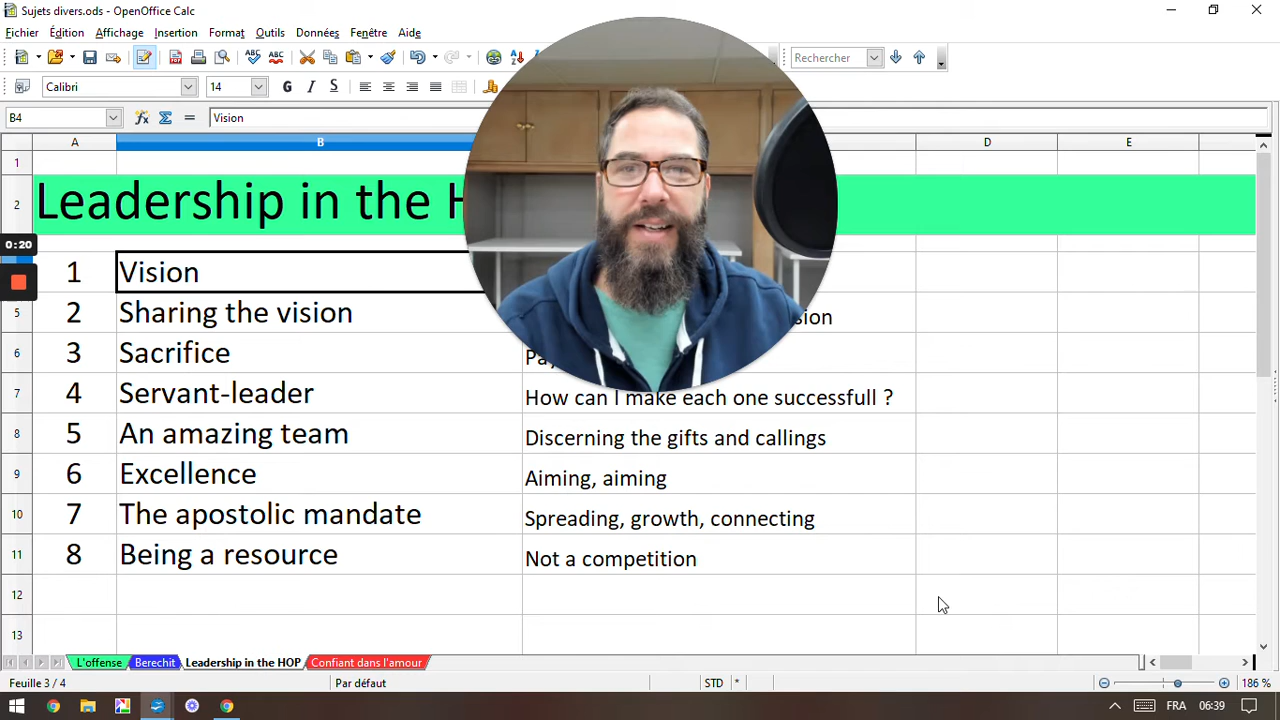 Sujets divers.ods - OpenOffice Calc
Fichier Édition Affichage Insertion Format Outils Données Fenêtre Aide
Rechercher
Calibri 14 G I S
B4 Vision
A B D E
1
2 Leadership in the H
0:20
1 Vision
5 2 Sharing the vision sion
6 3 Sacrifice Pay
7 4 Servant-leader How can I make each one successfull ?
8 5 An amazing team Discerning the gifts and callings
9 6 Excellence Aiming, aiming
10 7 The apostolic mandate Spreading, growth, connecting
11 8 Being a resource Not a competition
12
13
L'offense Berechit Leadership in the HOP Confiant dans l'amour
Feuille 3 / 4 Par défaut STD * 186 %
FRA 06:39